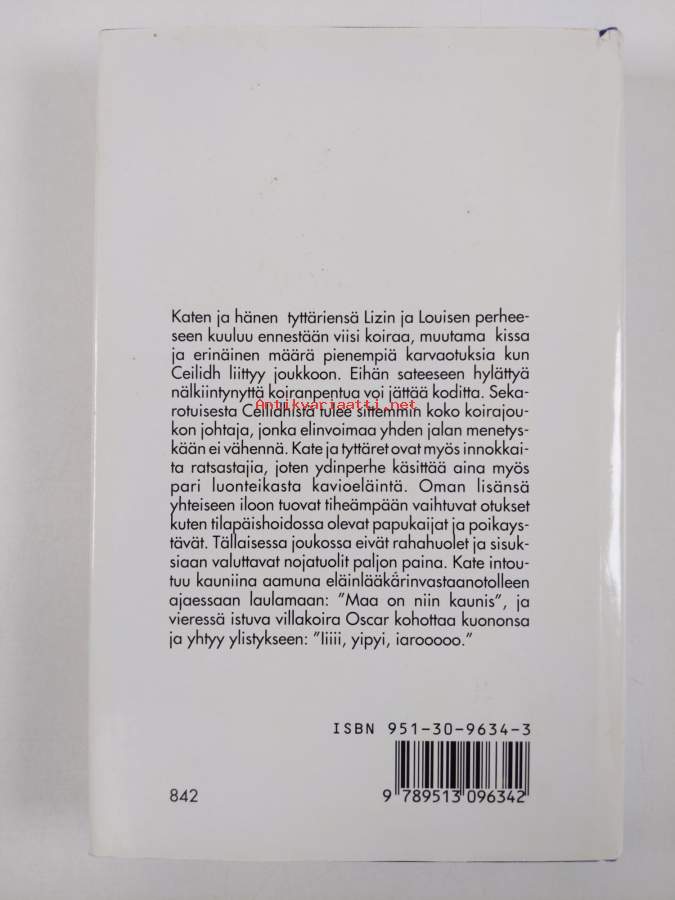 Katen ja hänen tyttäriensä Lizin ja Louisen perhee-
seen kuuluu ennestään viisi koiraa, muutama kissa
ja erinäinen määrä pienempiä karvaotuksia kun
Ceilidh liittyy joukkoon. Eihän sateeseen hylättyä
nälkiintynyttä koiranpentua voi jättää koditta. Seka-
Antikvariaatti.net
rotuisesta Ceilidhistä tulee sittemmin koko koirajou-
kon johtaja, jonka elinvoimaa yhden jalan menetys-
kään ei vähennä. Kate ja tyttäret ovat myös innokkai-
ta ratsastajia, joten ydinperhe käsittää aina myös
pari luonteikasta kavioeläintä. Oman lisänsä
yhteiseen iloon tuovat tiheämpään vaihtuvat otukset
kuten tilapäishoidossa olevat papukaijat ja poikays-
tävät. Tällaisessa joukossa eivät rahahuolet ja sisuk-
siaan valuttavat nojatuolit paljon paina. Kate intou-
tuu kauniina aamuna eläinlääkärinvastaanotolleen
ajaessaan laulamaan: ”Maa on niin kaunis”, ja
vieressä istuva villakoira Oscar kohottaa kuononsa
ja yhtyy ylistykseen: ”Iiiii, yipyi, iarooooo.”
ISBN 951-30-9634-3
842
9 789513 096342